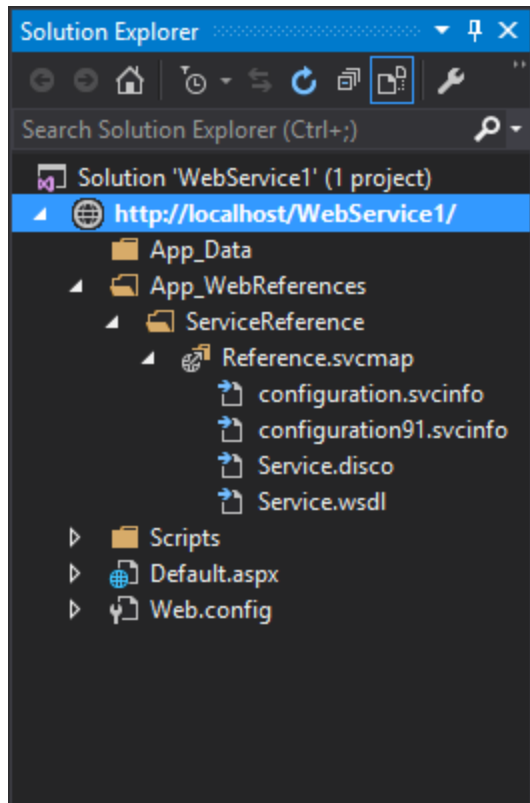 Solution Explorer
Search Solution Explorer (Ctrl+;)
Solution 'WebService1' (1 project)
http://localhost/WebService1/
App_Data
App_WebReferences
ServiceReference
Reference.svcmap
configuration.svcinfo
configuration91.svcinfo
Service.disco
Service.wsdl
Scripts
Default.aspx
Web.config